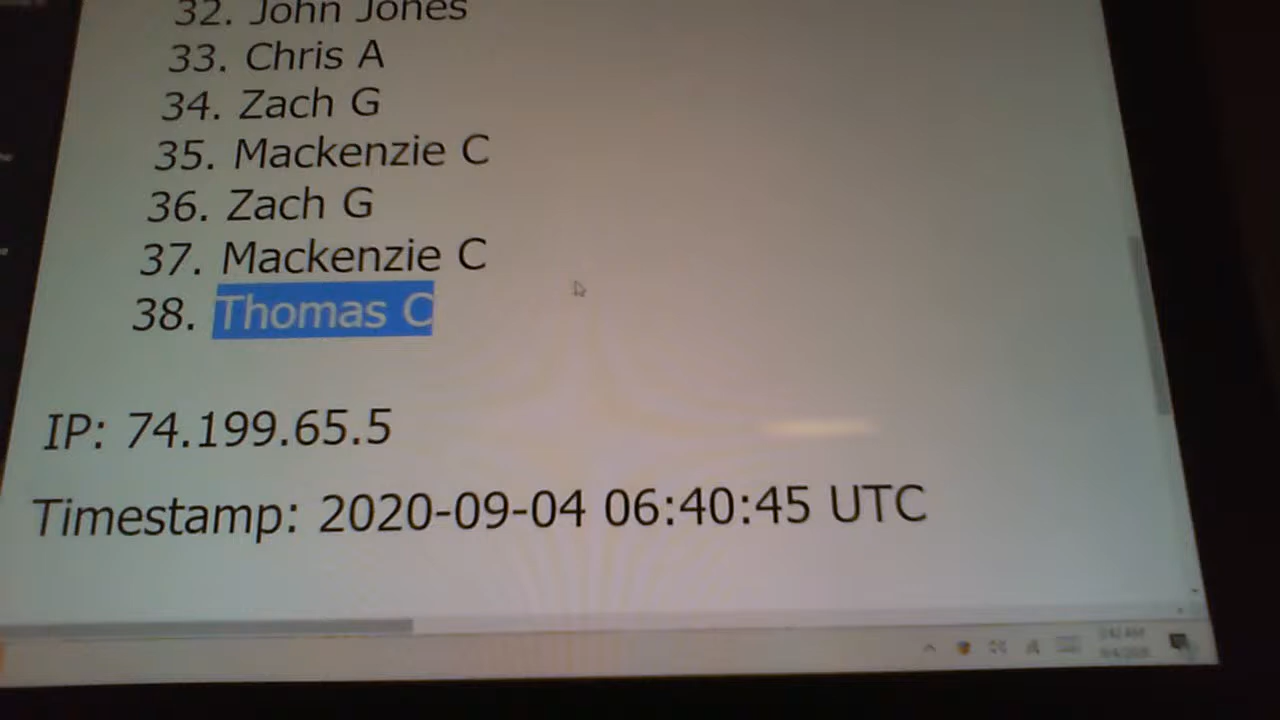 32. John Jones
33. Chris A
34. Zach G
35. Mackenzie C
36. Zach G
37. Mackenzie C
38. Thomas C
IP: 74.199.65.5
Timestamp: 2020-09-04 06:40:45 UTC